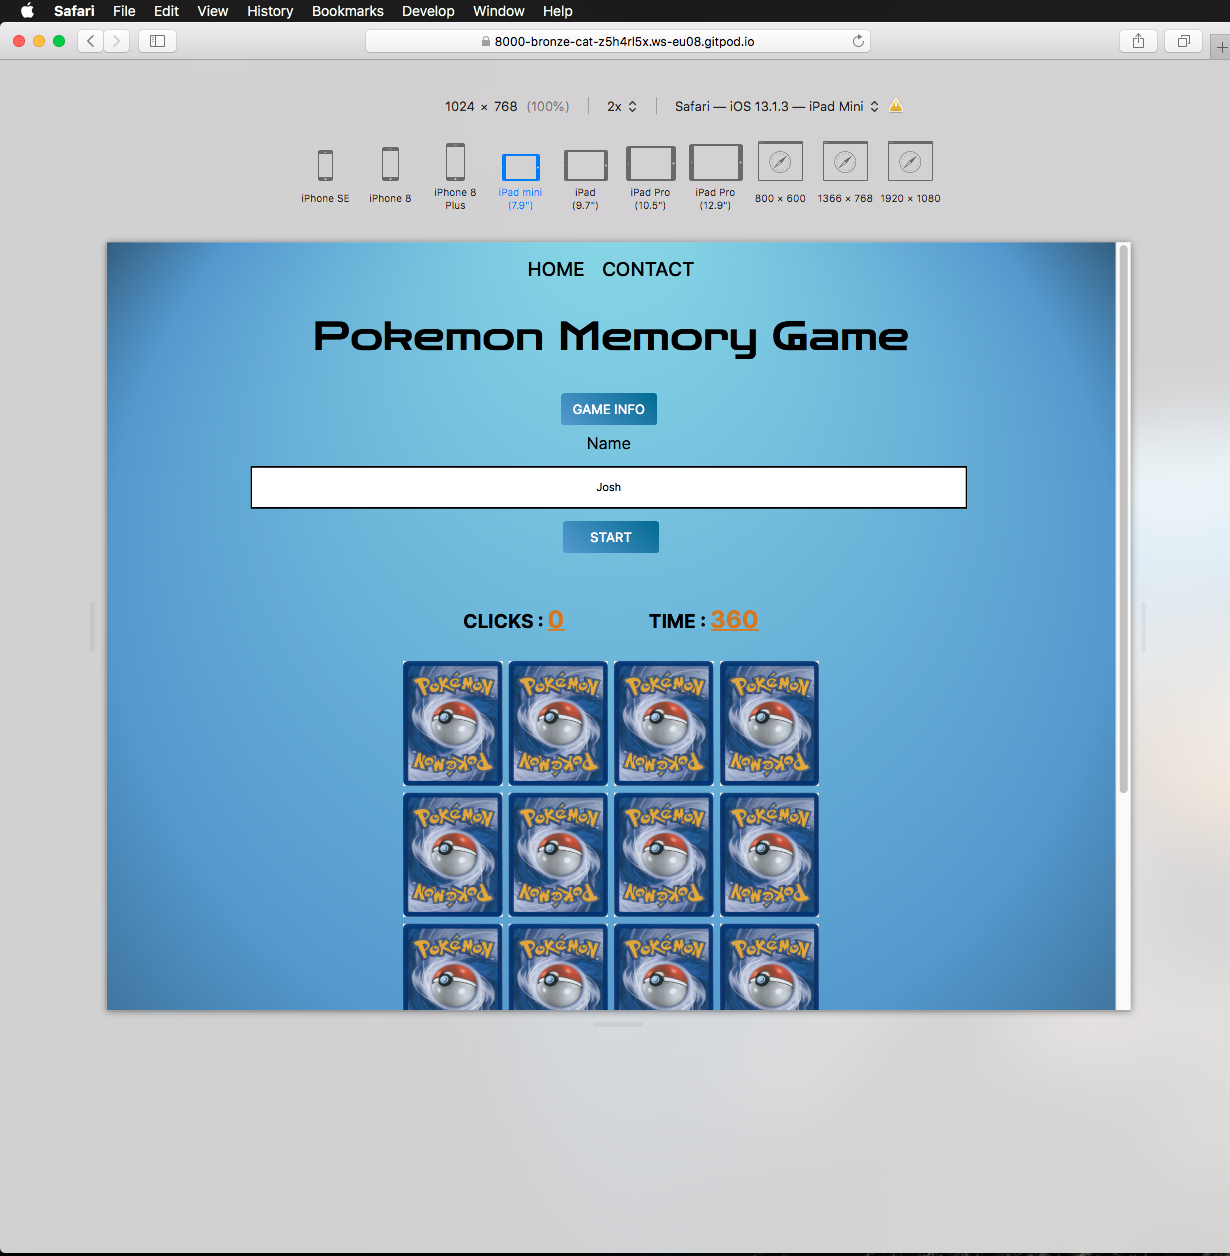 Safari File Edit View History Bookmarks Develop Window Help
8000-bronze-cat-z5h4rl5x.ws-eu08.gitpod.io
1024 × 768 (100%) 2x Safari — iOS 13.1.3 — iPad Mini
iPhone SE
iPhone 8
iPhone 8
Plus
iPad mini
(7.9")
iPad
(9.7")
iPad Pro
(10.5")
iPad Pro
(12.9")
800 × 600
1366 × 768
1920 × 1080
HOME CONTACT
Pokemon Memory Game
GAME INFO
Name
Josh
START
CLICKS : 0 TIME : 360
POKéMON POKéMON POKéMON POKéMON
POKéMON POKéMON POKéMON POKéMON
POKéMON POKéMON POKéMON POKéMON
POKéMON POKéMON POKéMON POKéMON
POKéMON POKéMON POKéMON POKéMON